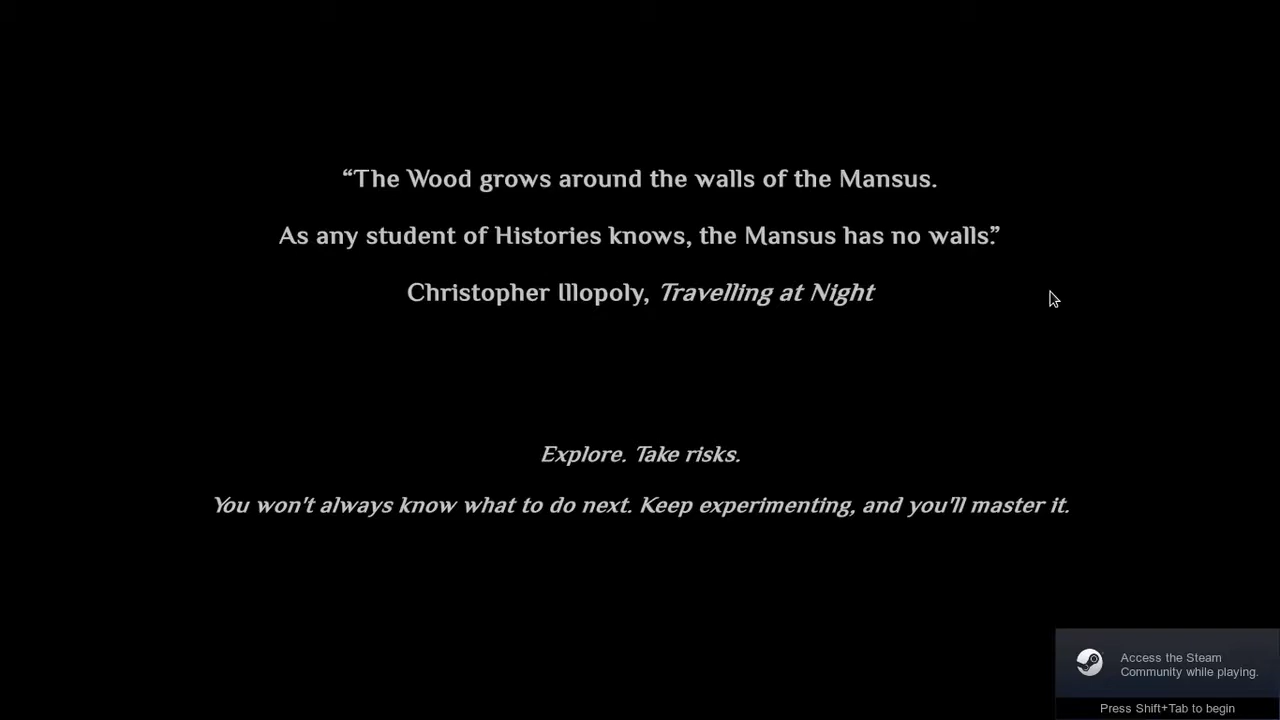 “The Wood grows around the walls of the Mansus.
As any student of Histories knows, the Mansus has no walls.”
Christopher Illopoly, Travelling at Night
Explore. Take risks.
You won't always know what to do next. Keep experimenting, and you'll master it.
Access the Steam
Community while playing.
Press Shift+Tab to begin